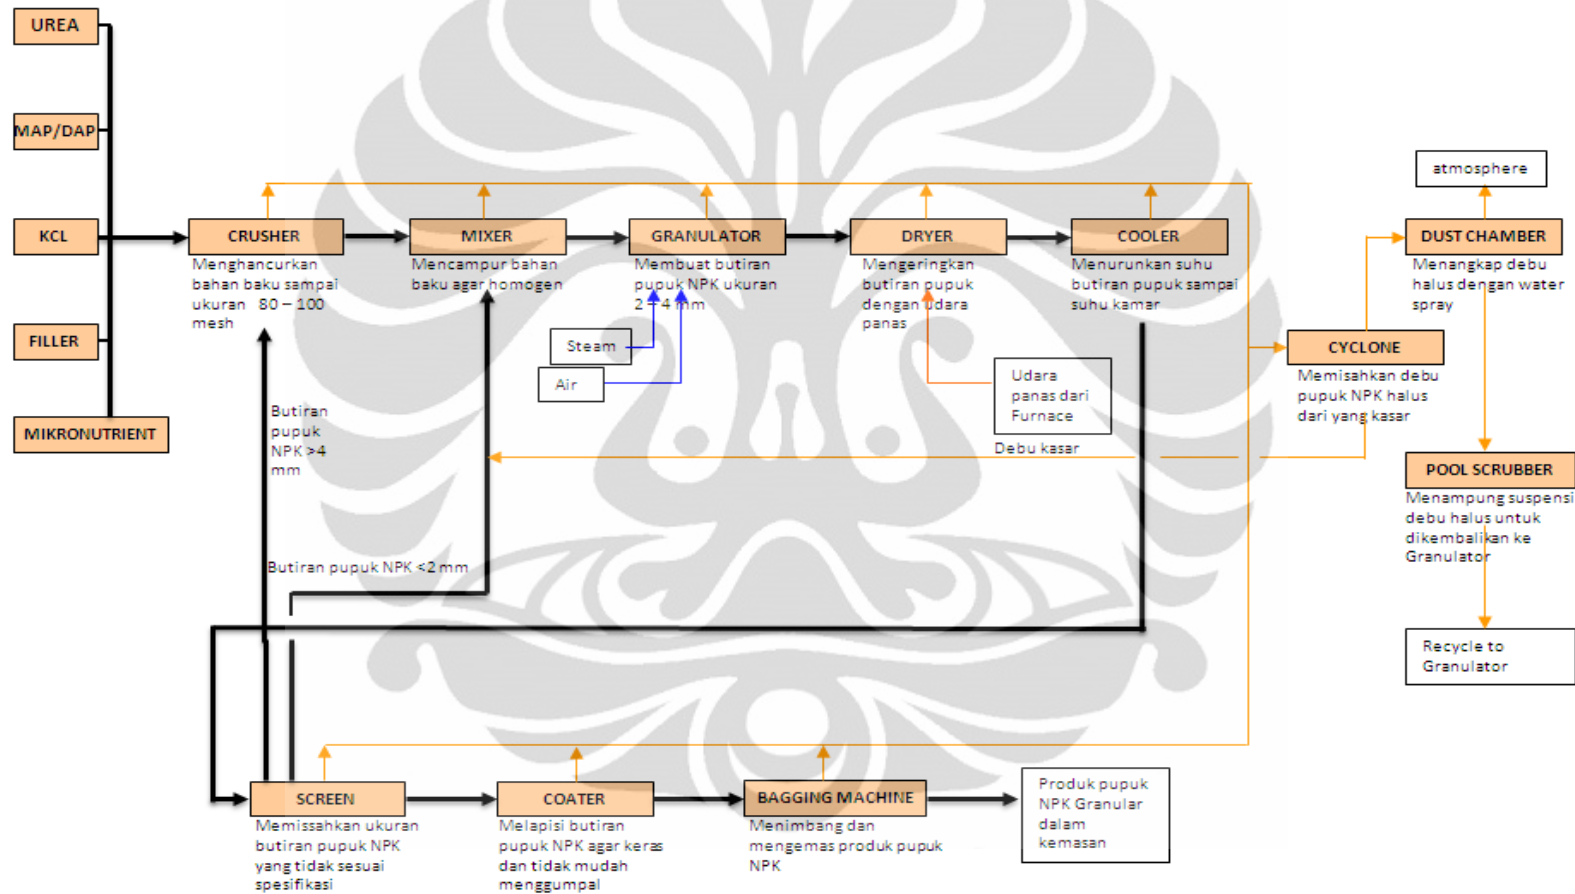 UREA
MAP/DAP
KCL
FILLER
MIKRONUTRIENT
CRUSHER
Menghancurkan
bahan baku sampai
ukuran 80 – 100
mesh
MIXER
Mencampur bahan
baku agar homogen
GRANULATOR
Membuat butiran
pupuk NPK ukuran
2 – 4 mm
DRYER
Mengeringkan
butiran pupuk
dengan udara
panas
COOLER
Menurunkan suhu
butiran pupuk sampai
suhu kamar
atmosphere
DUST CHAMBER
Menangkap debu
halus dengan water
spray
Steam
Air
Udara
panas dari
Furnace
CYCLONE
Memisahkan debu
pupuk NPK halus
dari yang kasar
Butiran
pupuk
NPK >4
mm
Debu kasar
POOL SCRUBBER
Menampung suspensi
debu halus untuk
dikembalikan ke
Granulator
Butiran pupuk NPK <2 mm
Recycle to
Granulator
SCREEN
Memissahkan ukuran
butiran pupuk NPK
yang tidak sesuai
spesifikasi
COATER
Melapisi butiran
pupuk NPK agar keras
dan tidak mudah
menggumpal
BAGGING MACHINE
Menimbang dan
mengemas produk pupuk
NPK
Produk pupuk
NPK Granular
dalam
kemasan